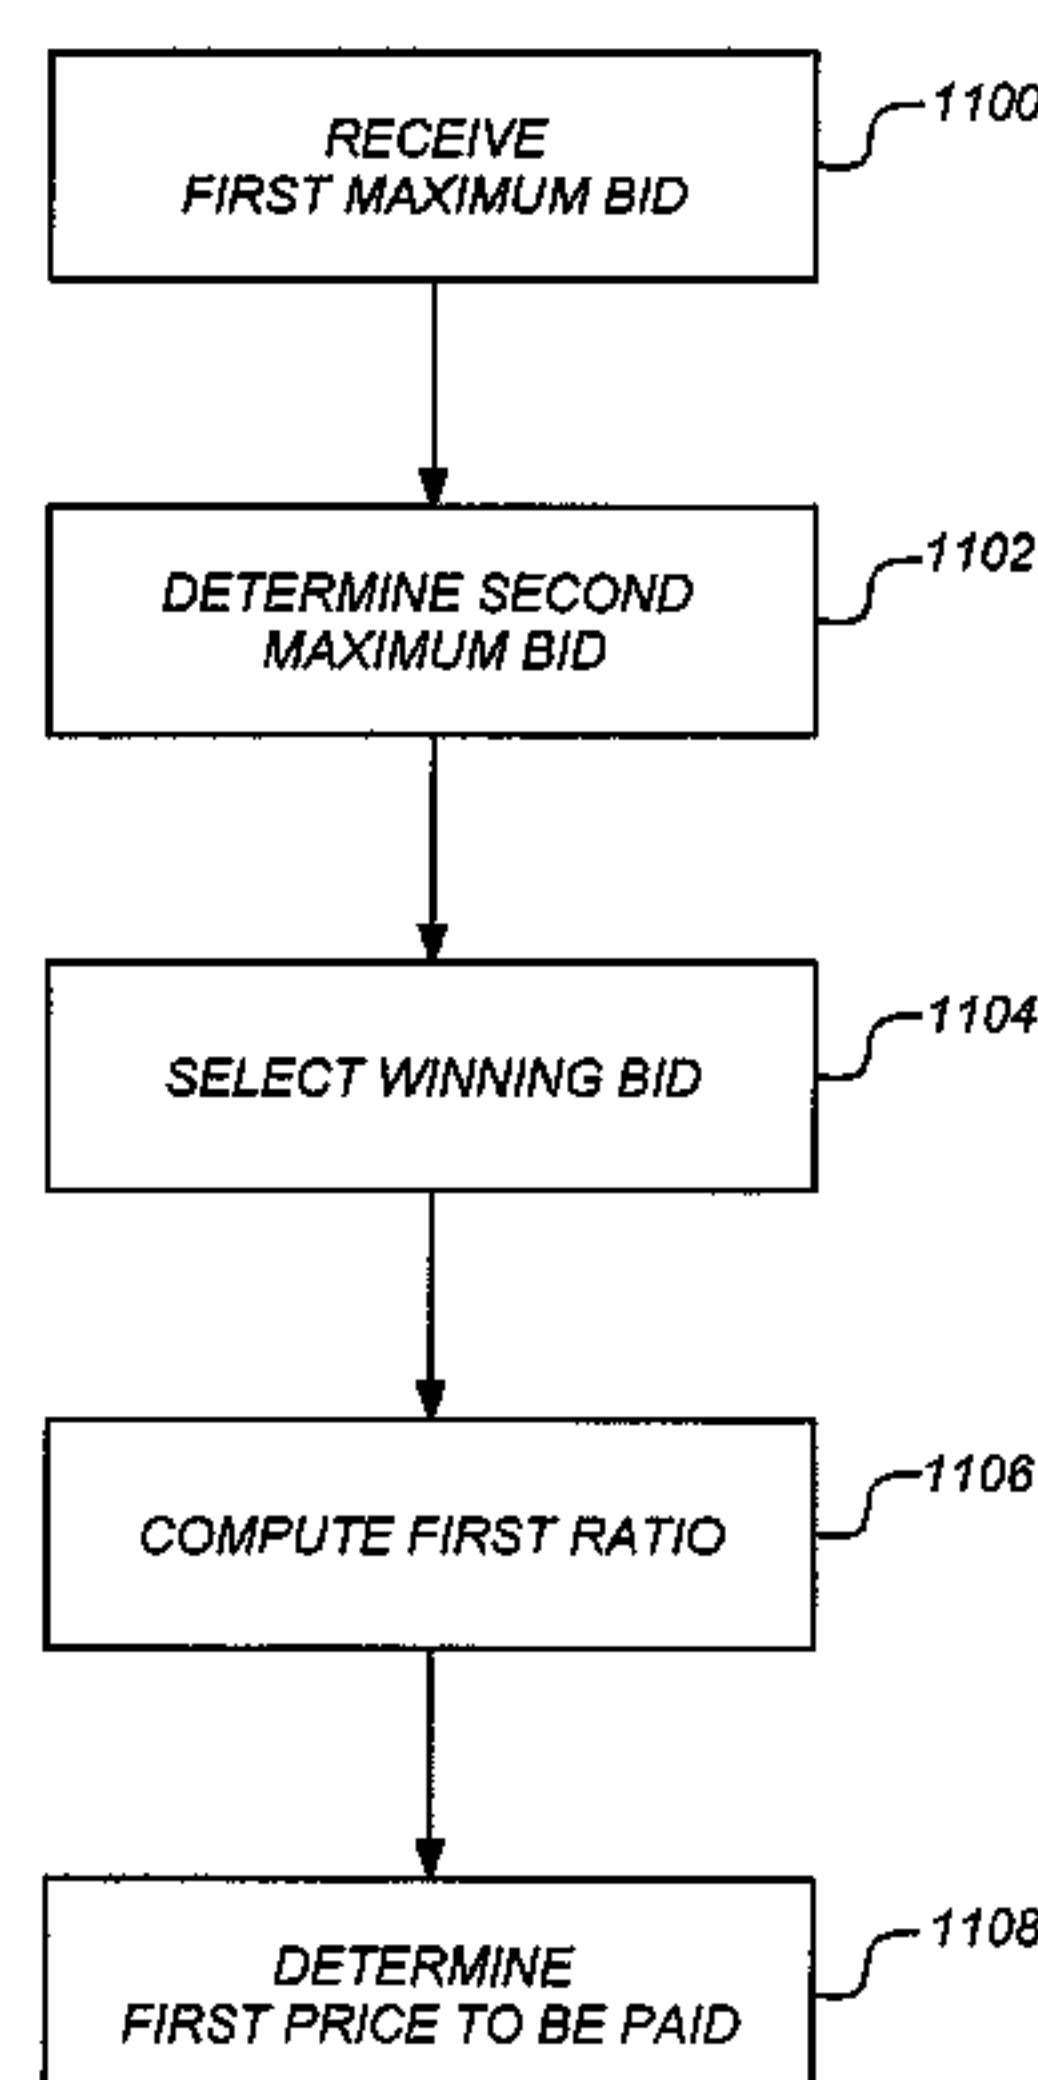 RECEIVE
FIRST MAXIMUM BID
1100
DETERMINE SECOND
MAXIMUM BID
1102
SELECT WINNING BID
1104
COMPUTE FIRST RATIO
1106
DETERMINE
FIRST PRICE TO BE PAID
1108